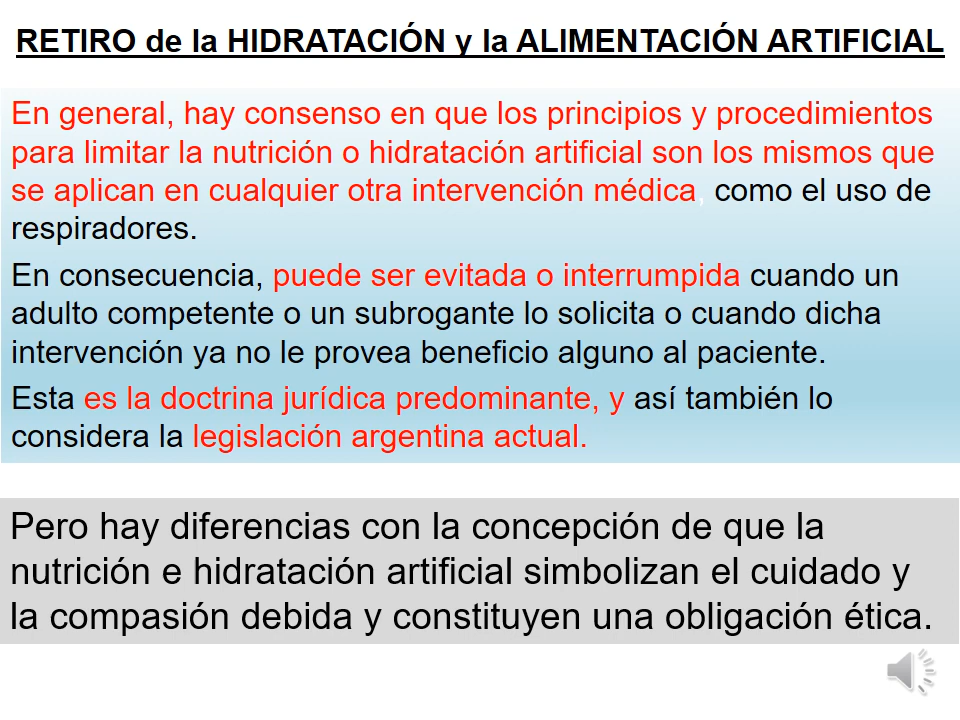 RETIRO de la HIDRATACIÓN y la ALIMENTACIÓN ARTIFICIAL
En general, hay consenso en que los principios y procedimientos
para limitar la nutrición o hidratación artificial son los mismos que
se aplican en cualquier otra intervención médica, como el uso de
respiradores.
En consecuencia, puede ser evitada o interrumpida cuando un
adulto competente o un subrogante lo solicita o cuando dicha
intervención ya no le provea beneficio alguno al paciente.
Esta es la doctrina jurídica predominante, y así también lo
considera la legislación argentina actual.
Pero hay diferencias con la concepción de que la
nutrición e hidratación artificial simbolizan el cuidado y
la compasión debida y constituyen una obligación ética.